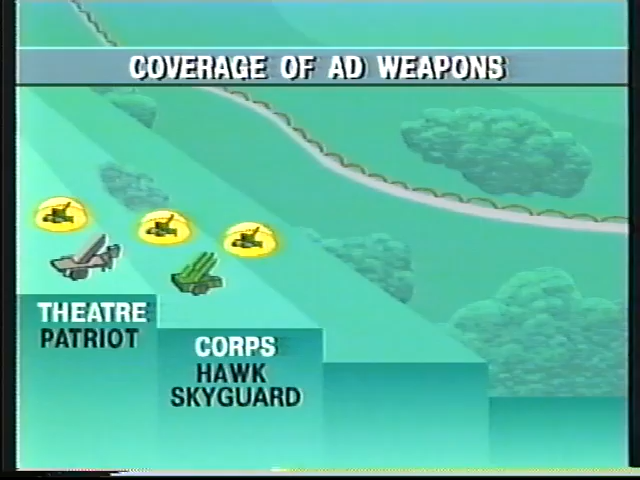 COVERAGE OF AD WEAPONS
THEATRE
PATRIOT
CORPS
HAWK
SKYGUARD